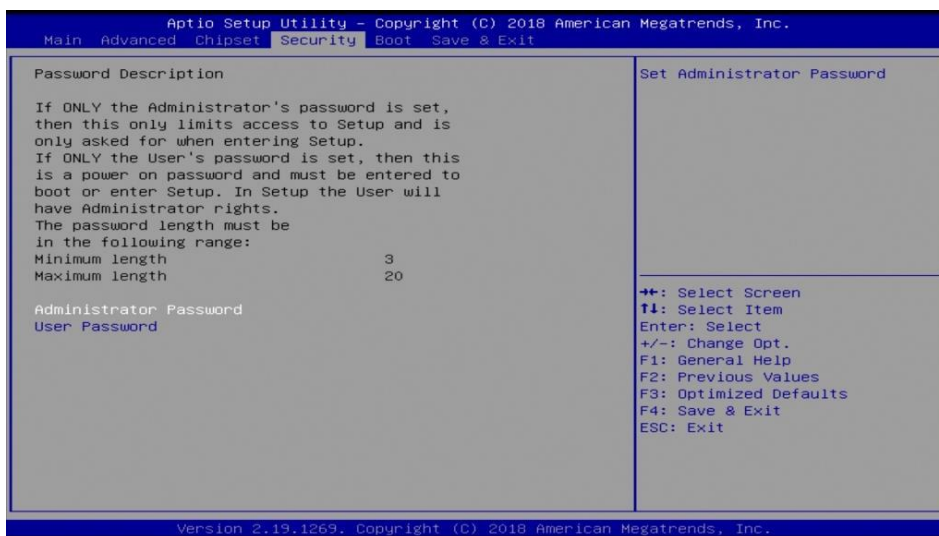 Aptio Setup Utility – Copyright (C) 2018 American Megatrends, Inc.
Main Advanced Chipset Security Boot Save & Exit
Password Description
If ONLY the Administrator's password is set,
then this only limits access to Setup and is
only asked for when entering Setup.
If ONLY the User's password is set, then this
is a power on password and must be entered to
boot or enter Setup. In Setup the User will
have Administrator rights.
The password length must be
in the following range:
Minimum length 3
Maximum length 20
Administrator Password
User Password
Set Administrator Password
→←: Select Screen
↑↓: Select Item
Enter: Select
+/-: Change Opt.
F1: General Help
F2: Previous Values
F3: Optimized Defaults
F4: Save & Exit
ESC: Exit
Version 2.19.1269. Copyright (C) 2018 American Megatrends, Inc.